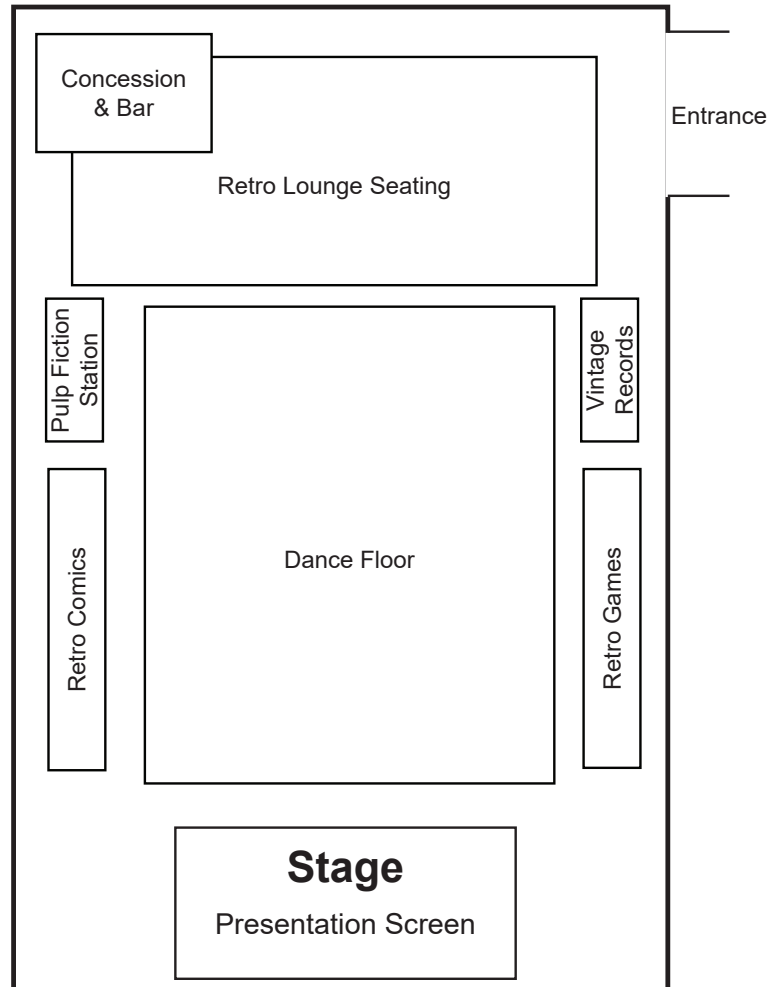 Concession
& Bar
Entrance
Retro Lounge Seating
Pulp Fiction
Station
Vintage
Records
Dance Floor
Retro Comics
Retro Games
Stage
Presentation Screen